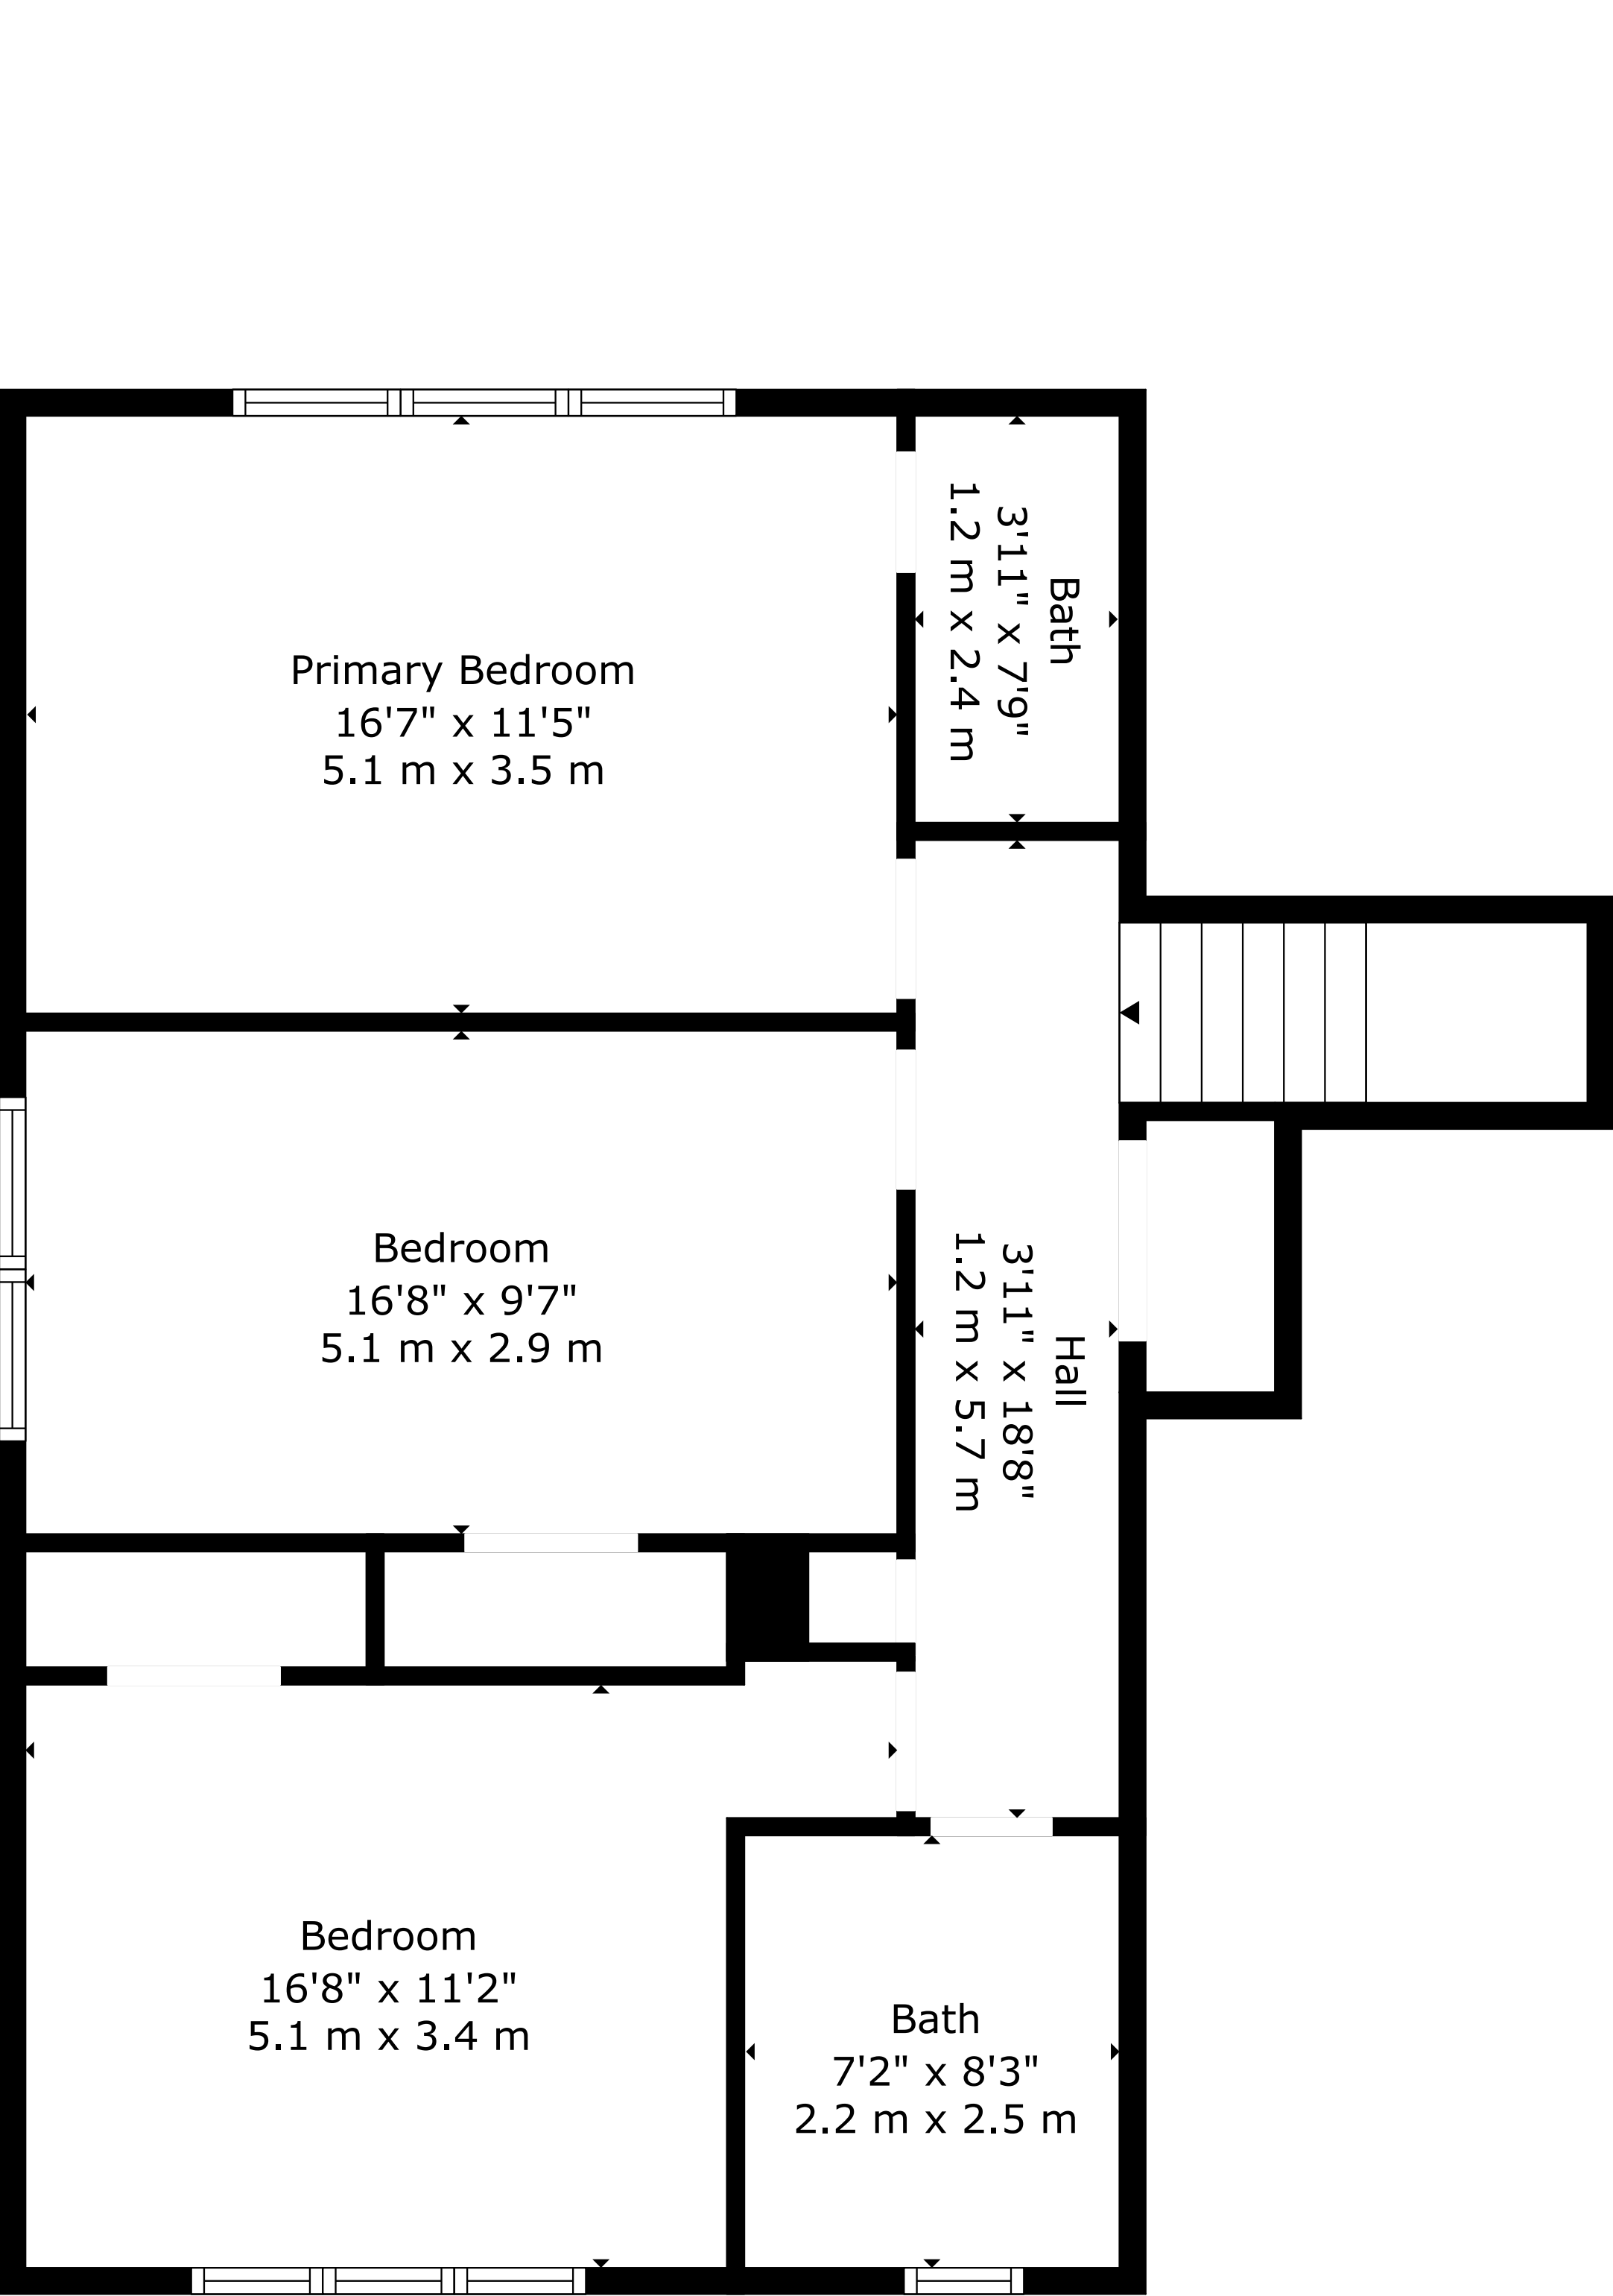 Primary Bedroom
16'7" x 11'5"
5.1 m x 3.5 m
Bath
3'11" x 7'9"
1.2 m x 2.4 m
Bedroom
16'8" x 9'7"
5.1 m x 2.9 m
Hall
3'11" x 18'8"
1.2 m x 5.7 m
Bedroom
16'8" x 11'2"
5.1 m x 3.4 m
Bath
7'2" x 8'3"
2.2 m x 2.5 m